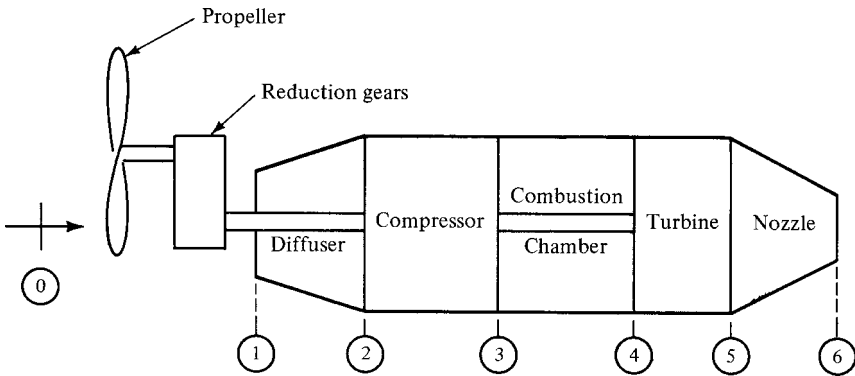 Propeller
Reduction gears
Combustion
Compressor
Turbine
Nozzle
Diffuser
Chamber
0
1
2
3
4
5
6